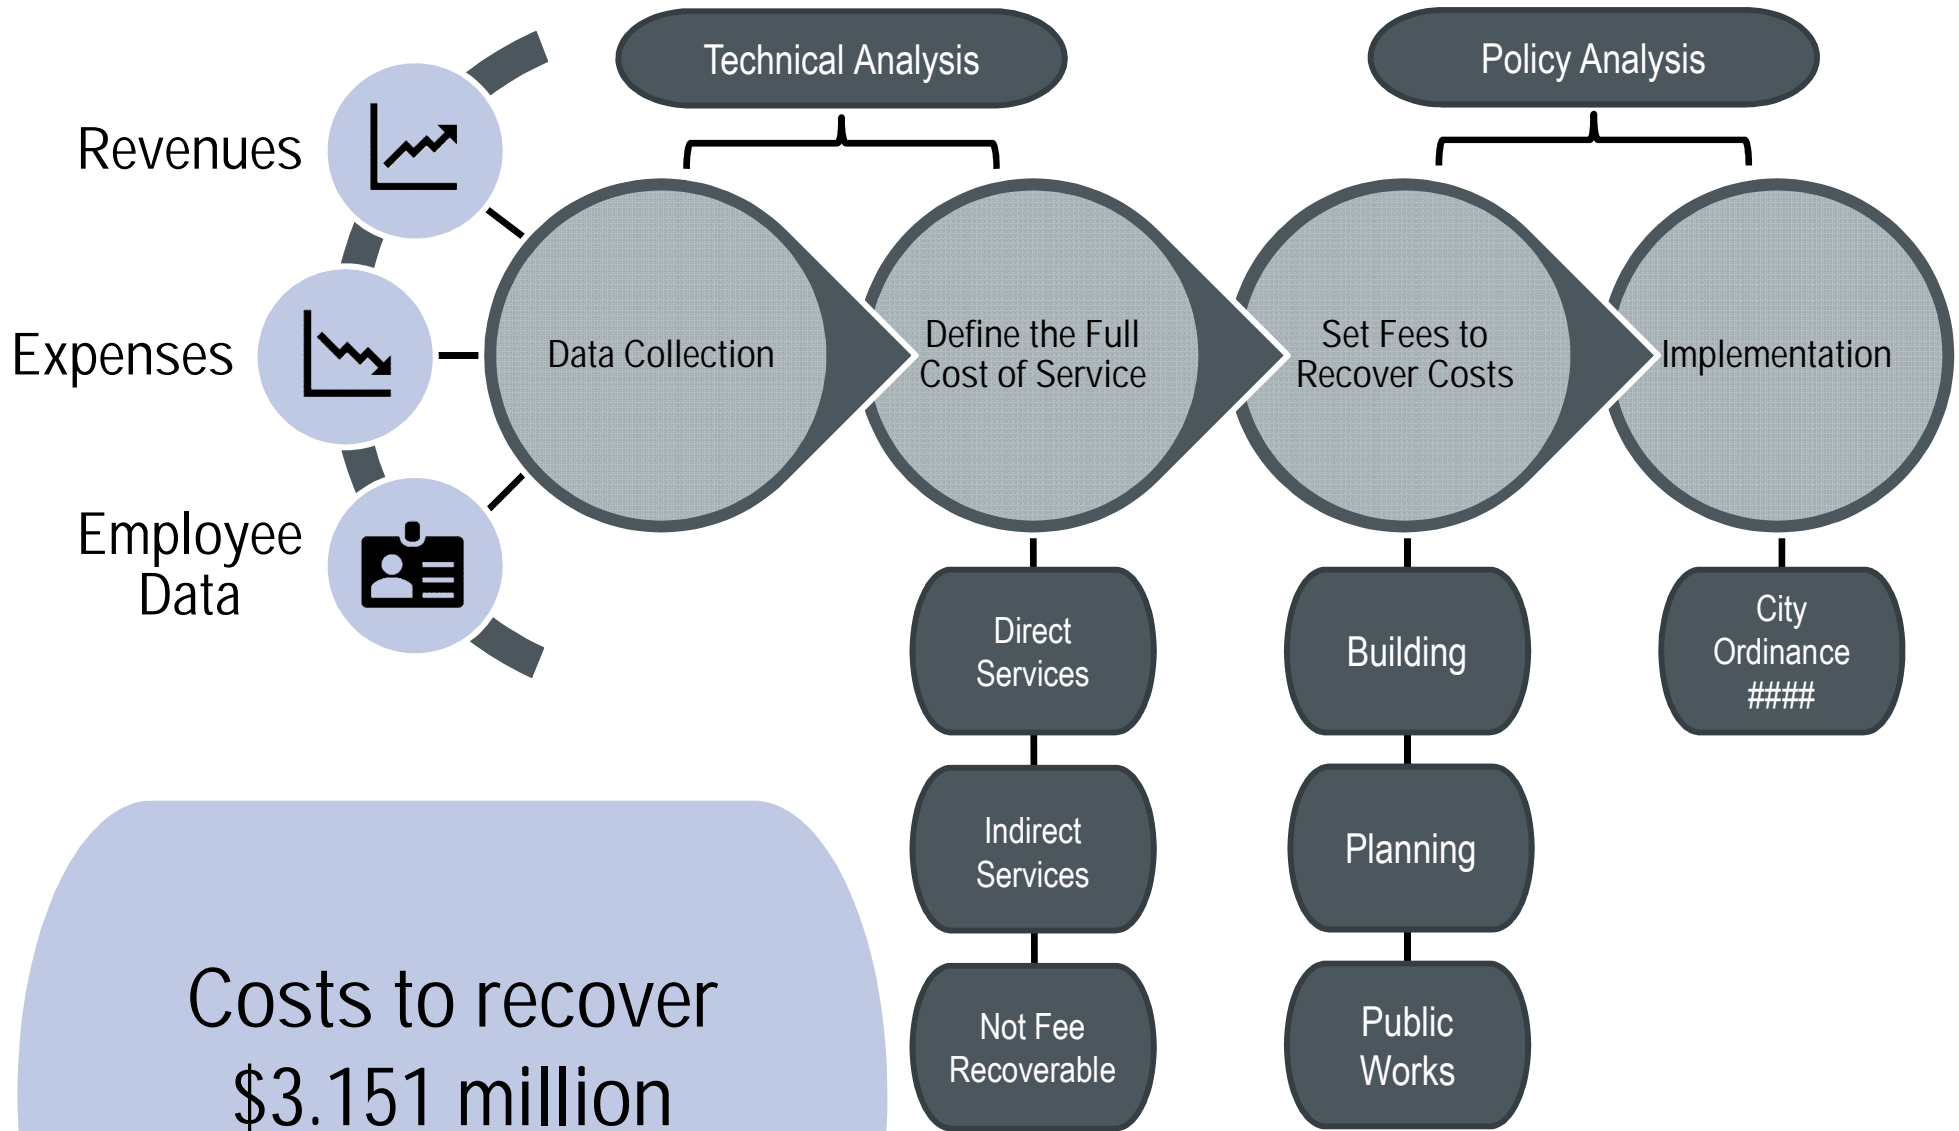 Technical Analysis
Policy Analysis
Revenues
Expenses
Employee
Data
Data Collection
Define the Full
Cost of Service
Set Fees to
Recover Costs
Implementation
Direct
Services
Indirect
Services
Not Fee
Recoverable
Building
Planning
Public
Works
City
Ordinance
####
Costs to recover
$3.151 million